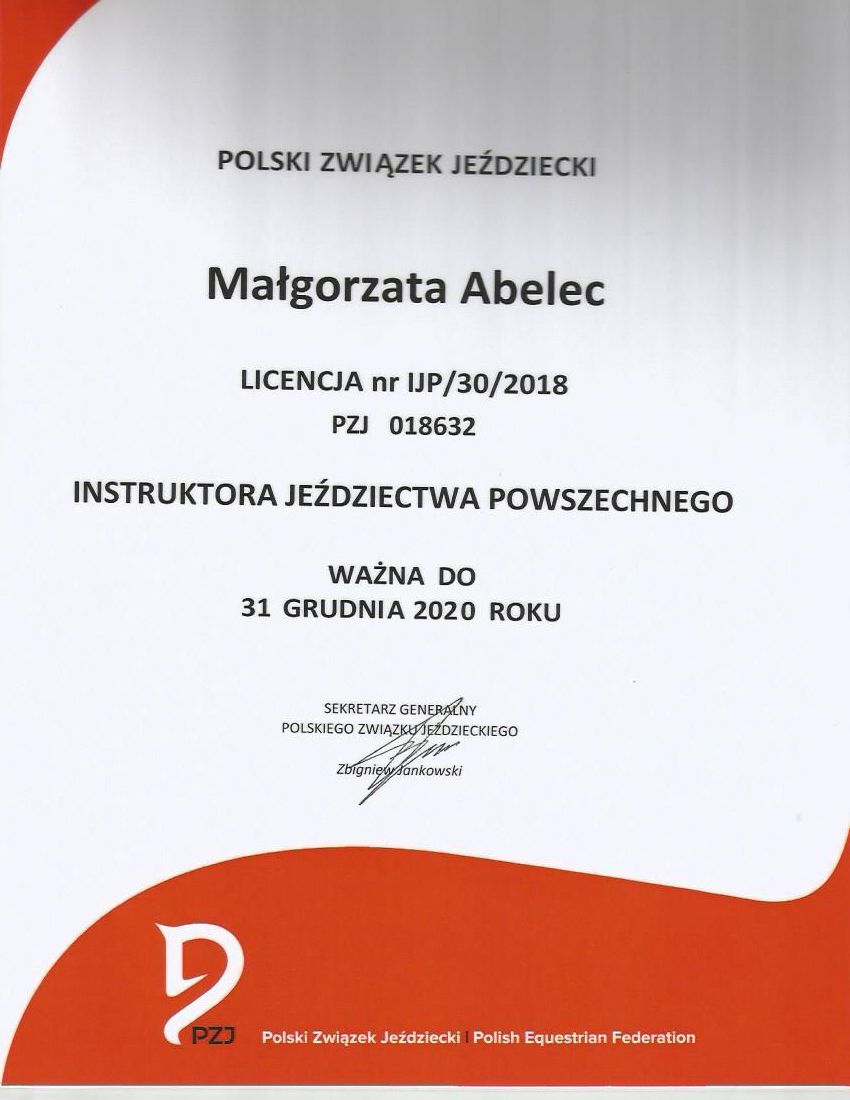 POLSKI ZWIĄZEK JEŹDZIECKI
Małgorzata Abelec
LICENCJA nr IJP/30/2018
PZJ 018632
INSTRUKTORA JEŹDZIECTWA POWSZECHNEGO
WAŻNA DO
31 GRUDNIA 2020 ROKU
SEKRETARZ GENERALNY
POLSKIEGO ZWIĄZKU JEŹDZIECKIEGO
Zbigniew Jankowski
PZJ
Polski Związek Jeździecki | Polish Equestrian Federation